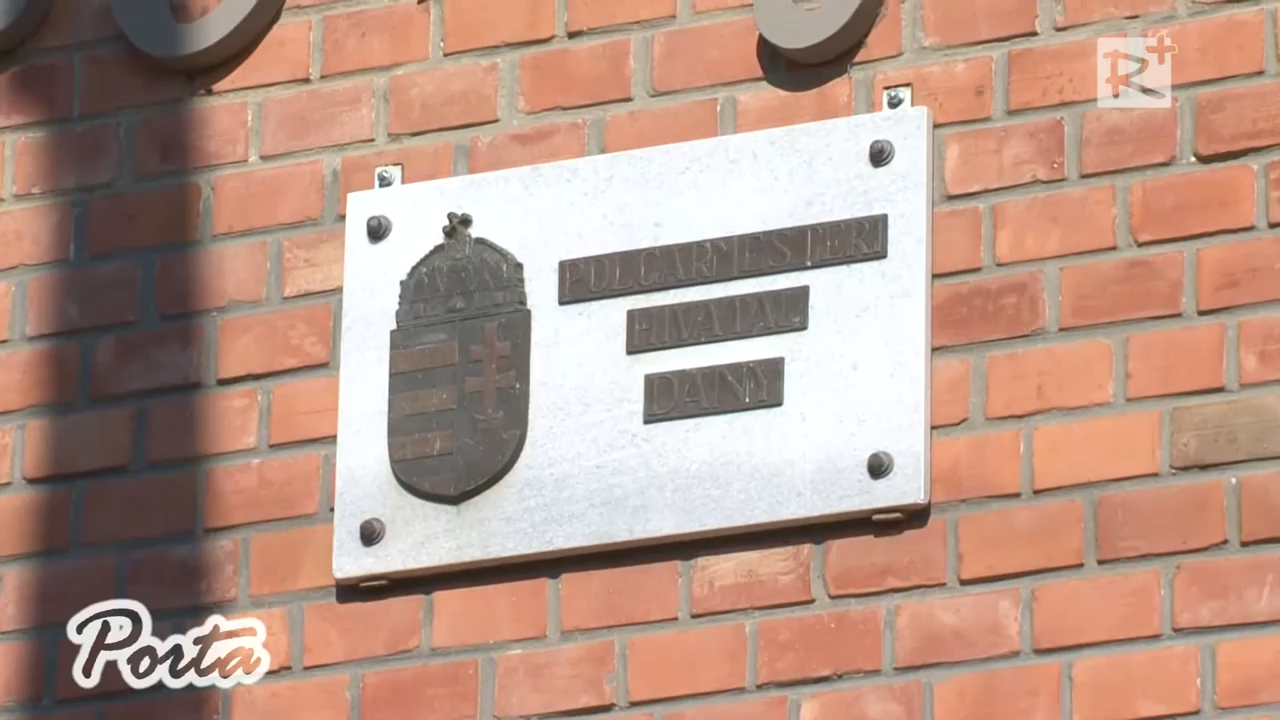 R+
POLGÁRMESTERI
HIVATAL
DÁNY
Porta